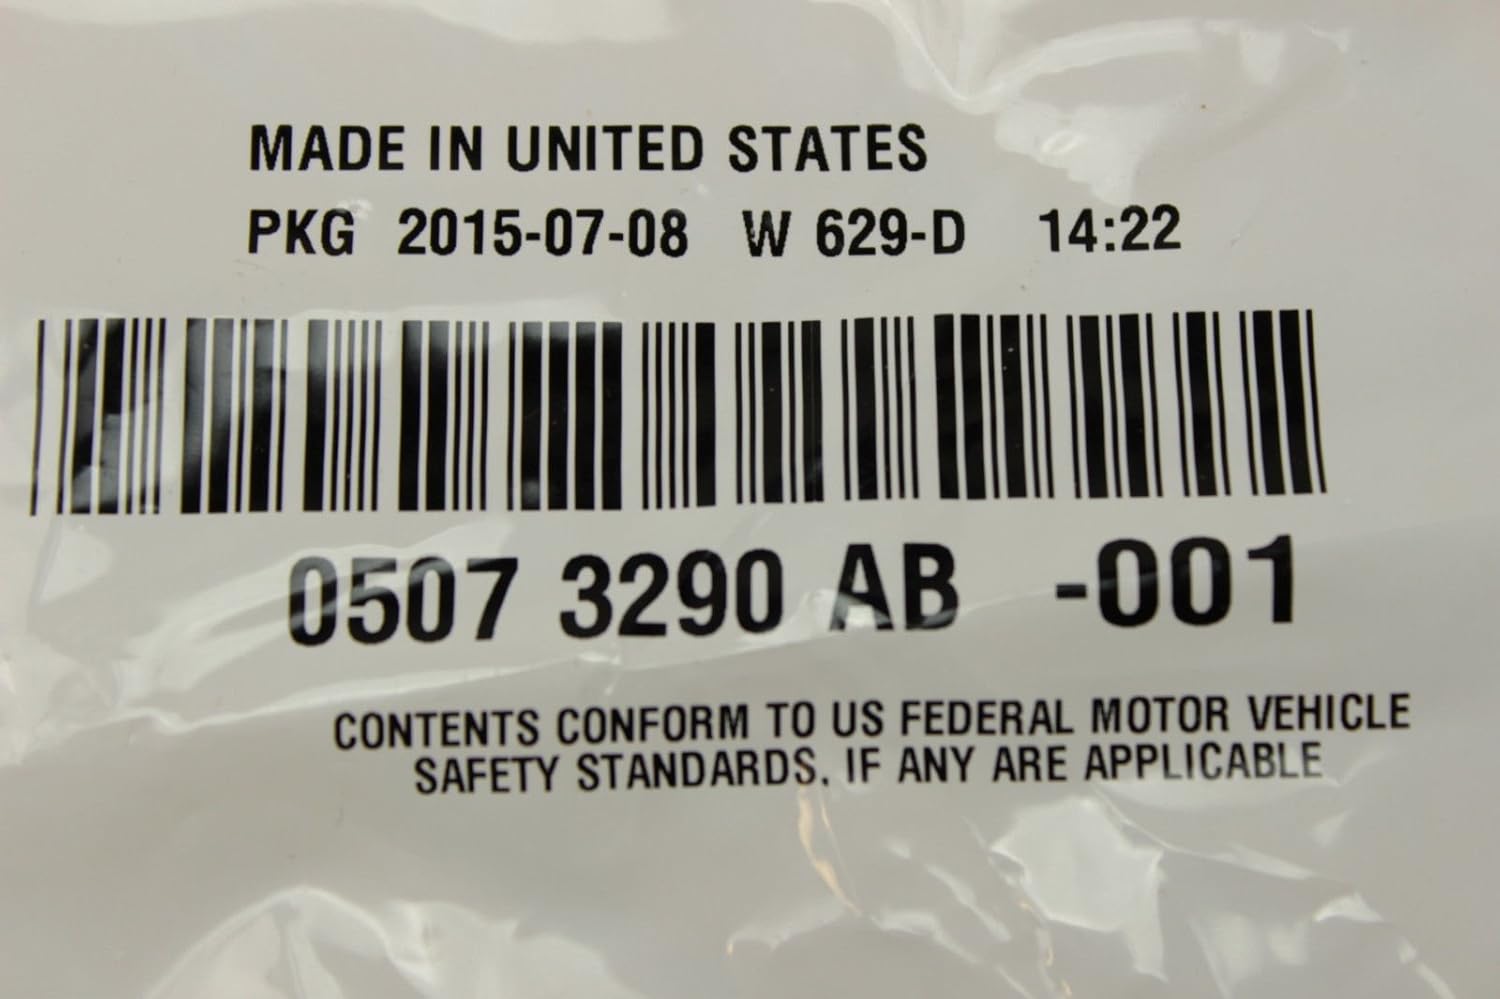 MADE IN UNITED STATES
PKG 2015-07-08 W 629-D 14:22
0507 3290 AB -001
CONTENTS CONFORM TO US FEDERAL MOTOR VEHICLE
SAFETY STANDARDS. IF ANY ARE APPLICABLE